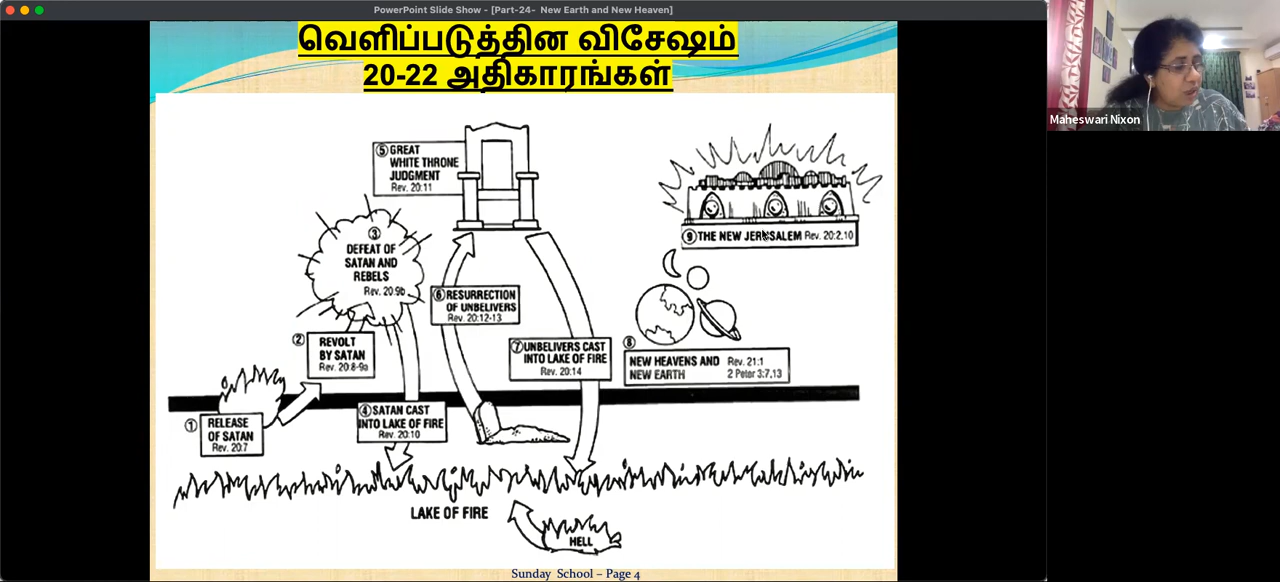 PowerPoint Slide Show - [Part-24- New Earth and New Heaven]
வெளிப்படுத்தின விசேஷம்
20-22 அதிகாரங்கள்
Maheswari Nixon
⑤ GREAT
WHITE THRONE
JUDGMENT
Rev. 20:11
③
DEFEAT OF
SATAN AND
REBELS
Rev. 20:9b
⑨ THE NEW JERUSALEM Rev. 20:2,10
⑥ RESURRECTION
OF UNBELIVERS
Rev. 20:12-13
②
REVOLT
BY SATAN
Rev. 20:8-9a
⑦ UNBELIVERS CAST
INTO LAKE OF FIRE
Rev. 20:14
⑧
NEW HEAVENS AND Rev. 21:1
NEW EARTH 2 Peter 3:7,13
①
RELEASE
OF SATAN
Rev. 20:7
④ SATAN CAST
INTO LAKE OF FIRE
Rev. 20:10
LAKE OF FIRE
HELL
Sunday School – Page 4